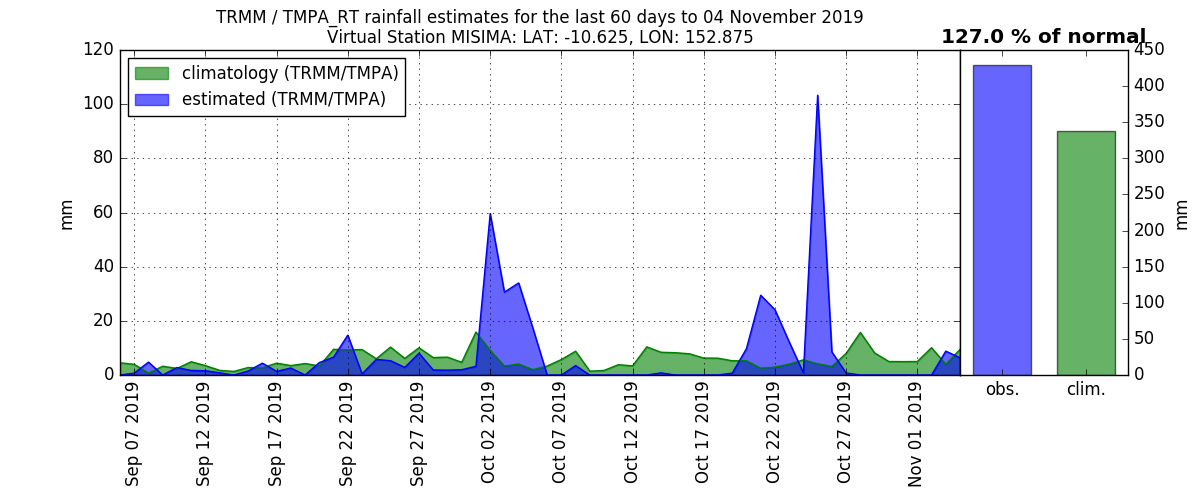 TRMM / TMPA_RT rainfall estimates for the last 60 days to 04 November 2019
Virtual Station MISIMA: LAT: -10.625, LON: 152.875
127.0 % of normal
climatology (TRMM/TMPA)
estimated (TRMM/TMPA)
120
100
80
60
40
20
0
mm
Sep 07 2019
Sep 12 2019
Sep 17 2019
Sep 22 2019
Sep 27 2019
Oct 02 2019
Oct 07 2019
Oct 12 2019
Oct 17 2019
Oct 22 2019
Oct 27 2019
Nov 01 2019
obs.
clim.
450
400
350
300
250
200
150
100
50
0
mm